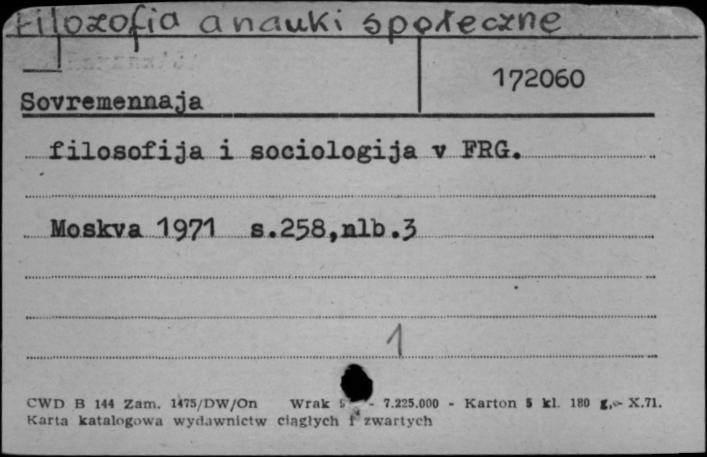 Filozofia a nauki społeczne
172060
Sovremennaja
filosofija i sociologija v FRG.
Moskva 1971 s.258,nlb.3
1
CWD B 144 Zam. 1475/DW/On Wrak - 7.225.000 - Karton 5 kl. 180 g, - X.71.
Karta katalogowa wydawnictw ciągłych i zwartych